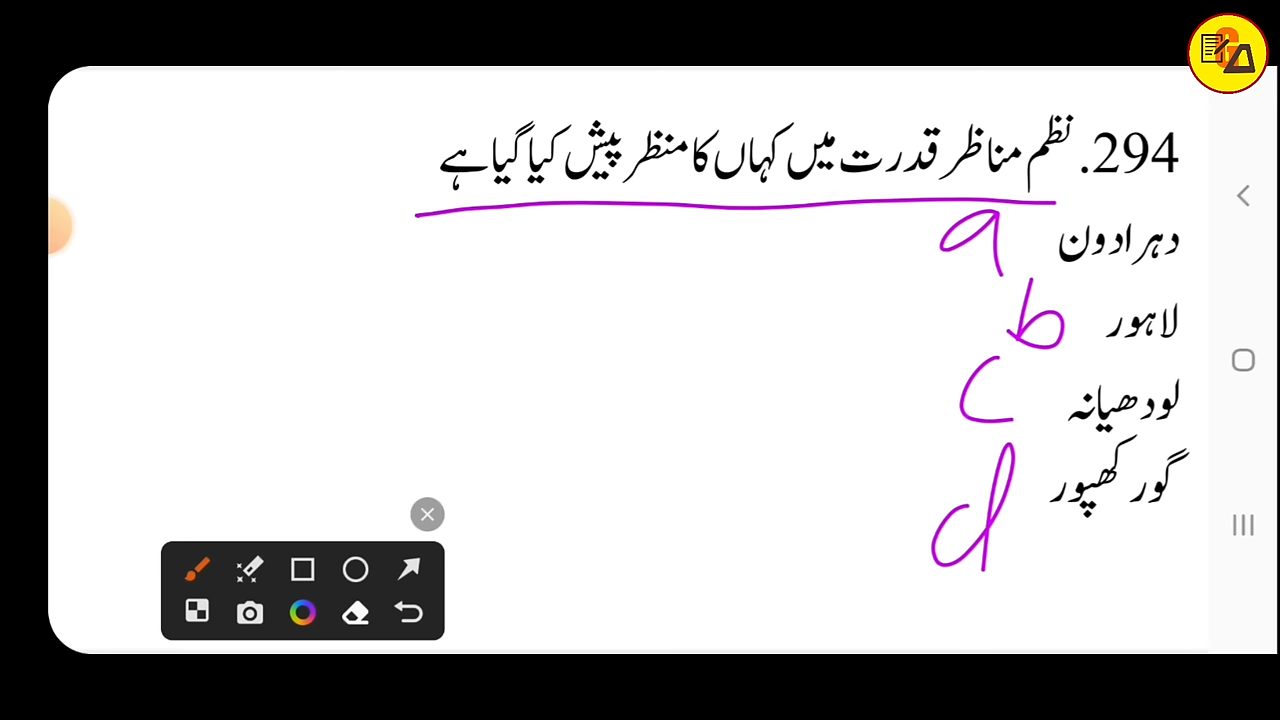 294. نظم مناظر قدرت میں کہاں کا منظر پیش کیا گیا ہے
دہرادون a
لاہور b
لودھیانہ c
گورکھپور d